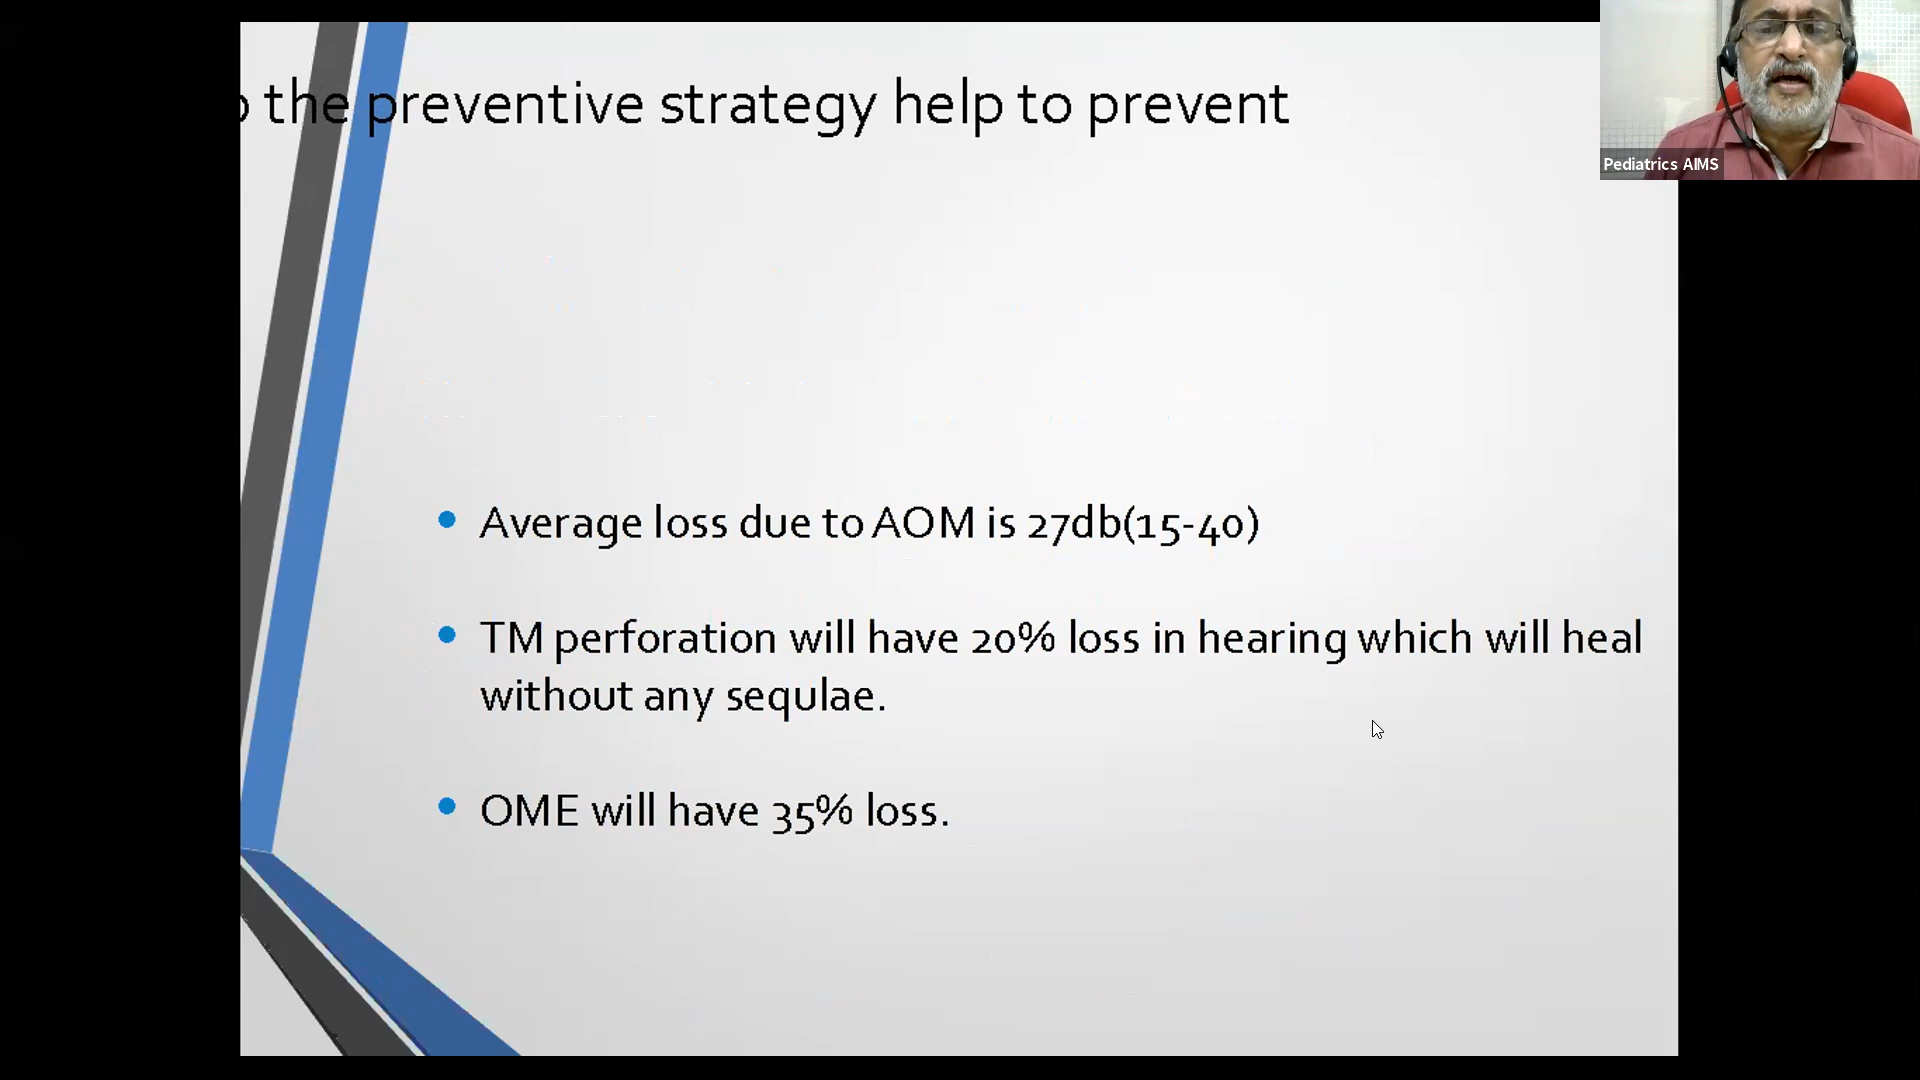 the preventive strategy help to prevent
Pediatrics AIMS
• Average loss due to AOM is 27db(15-40)
• TM perforation will have 20% loss in hearing which will heal
without any sequlae.
• OME will have 35% loss.